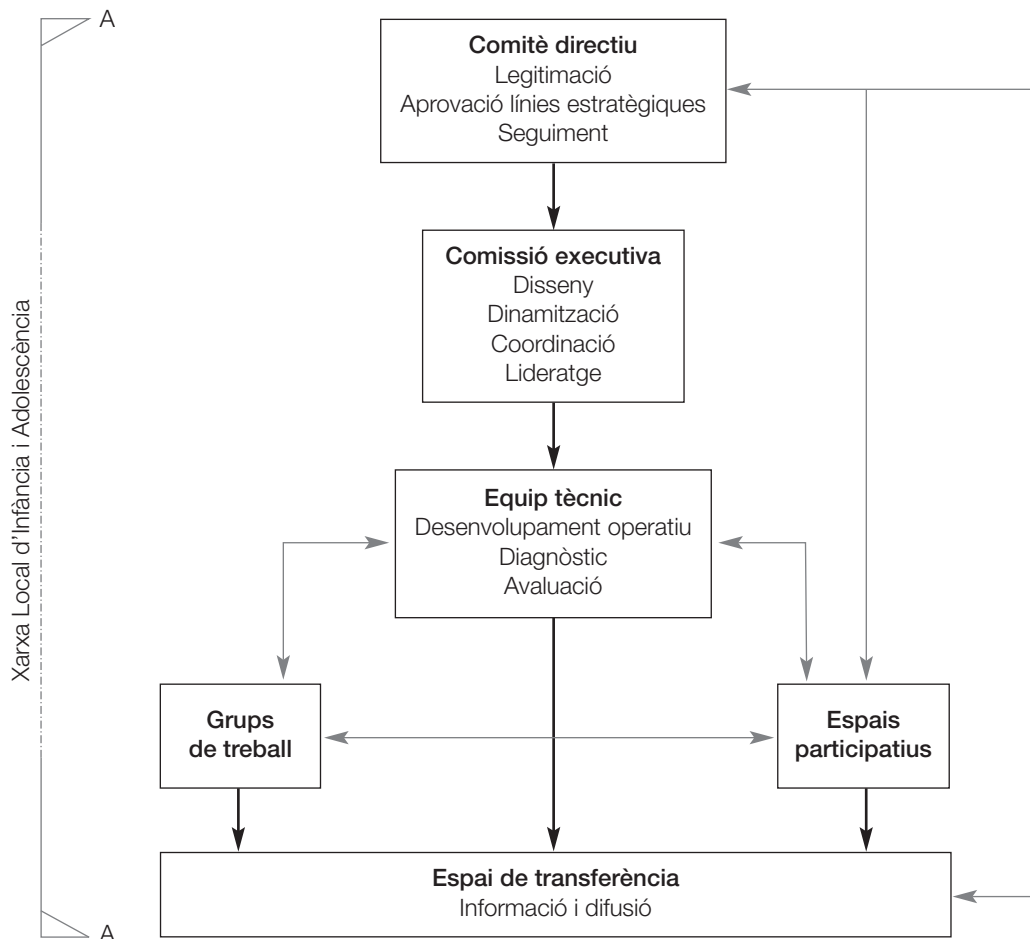 A
Comitè directiu
Legitimació
Aprovació línies estratègiques
Seguiment
Comissió executiva
Disseny
Dinamització
Coordinació
Lideratge
Xarxa Local d'Infància i Adolescència
Equip tècnic
Desenvolupament operatiu
Diagnòstic
Avaluació
Grups
de treball
Espais
participatius
Espai de transferència
Informació i difusió
A